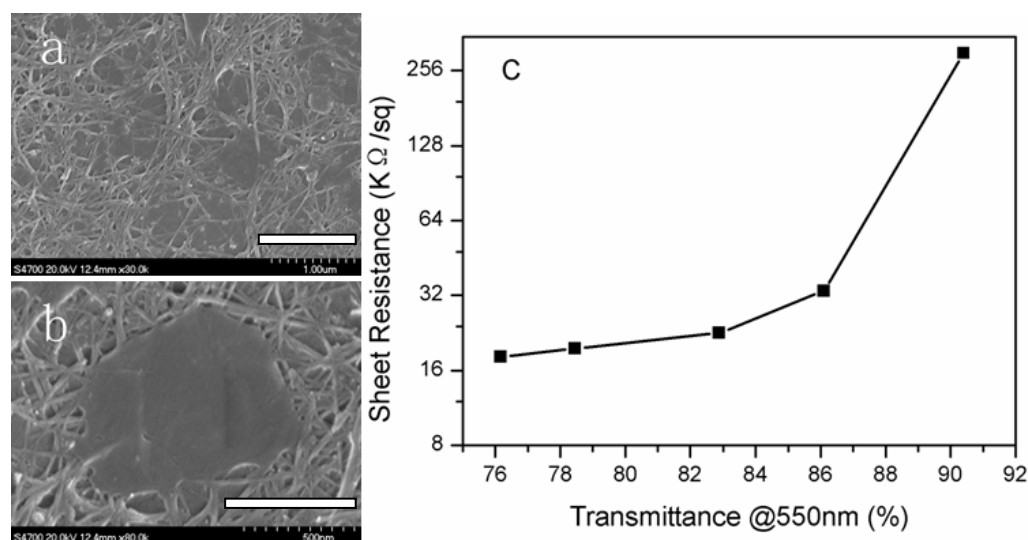 a
S4700 20.0kV 12.4mm x30.0k 1.00um
b
S4700 20.0kV 12.4mm x80.0k 500nm
C
Sheet Resistance (K Ω /sq)
256
128
64
32
16
8
76 78 80 82 84 86 88 90 92
Transmittance @550nm (%)